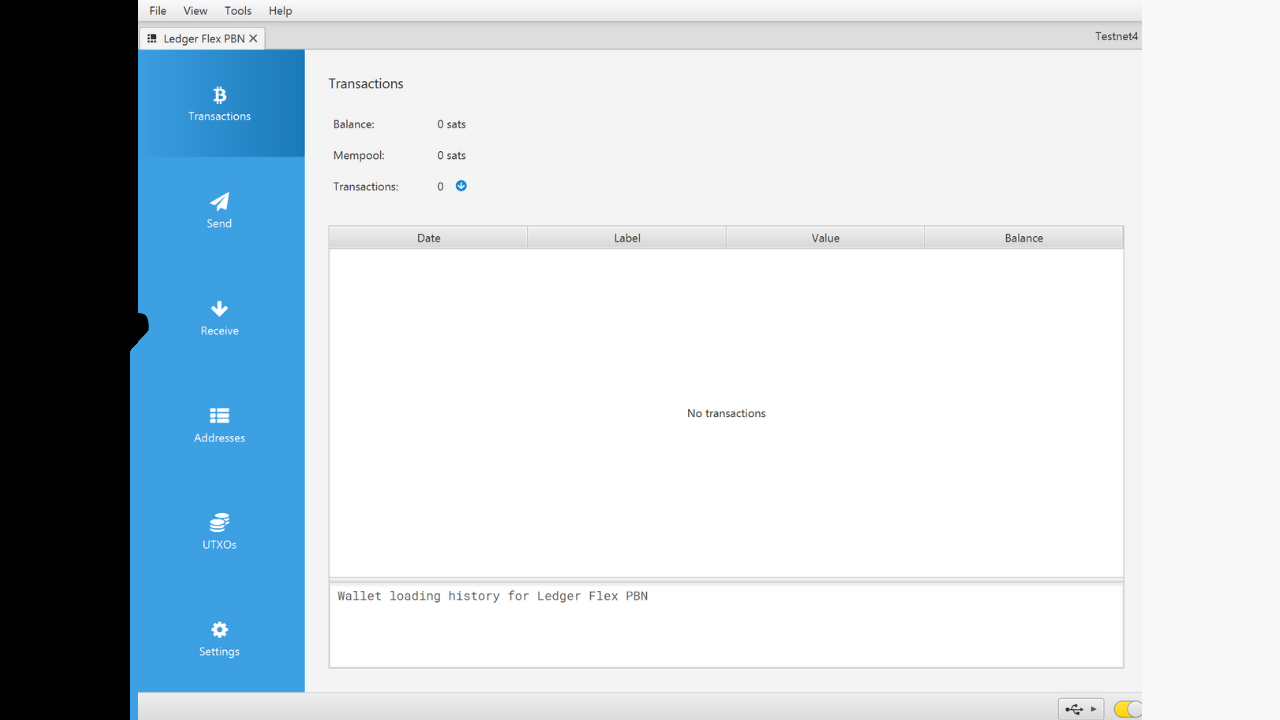 File View Tools Help
Ledger Flex PBN
Testnet4
Transactions
Send
Receive
Addresses
UTXOs
Settings
Transactions
Balance: 0 sats
Mempool: 0 sats
Transactions: 0
Date Label Value Balance
No transactions
Wallet loading history for Ledger Flex PBN